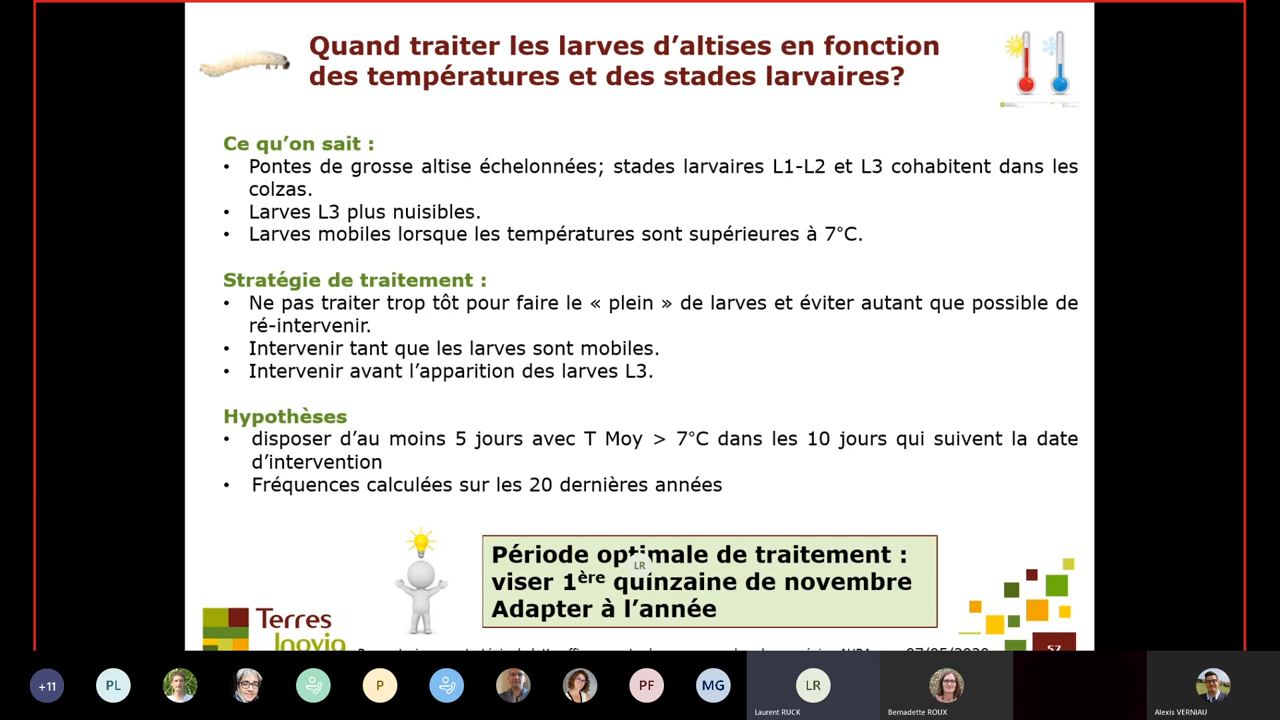 Quand traiter les larves d'altises en fonction
des températures et des stades larvaires?
Ce qu'on sait :
• Pontes de grosse altise échelonnées; stades larvaires L1-L2 et L3 cohabitent dans les
colzas.
• Larves L3 plus nuisibles.
• Larves mobiles lorsque les températures sont supérieures à 7°C.
Stratégie de traitement :
• Ne pas traiter trop tôt pour faire le « plein » de larves et éviter autant que possible de
ré-intervenir.
• Intervenir tant que les larves sont mobiles.
• Intervenir avant l'apparition des larves L3.
Hypothèses
• disposer d'au moins 5 jours avec T Moy > 7°C dans les 10 jours qui suivent la date
d'intervention
• Fréquences calculées sur les 20 dernières années
Période optimale de traitement :
viser 1ère quinzaine de novembre
Adapter à l'année
LR
Terres
Inovia
57
+11
PL
P
PF
MG
LR
Laurent RUCK
Bernadette ROUX
Alexis VERNIAU